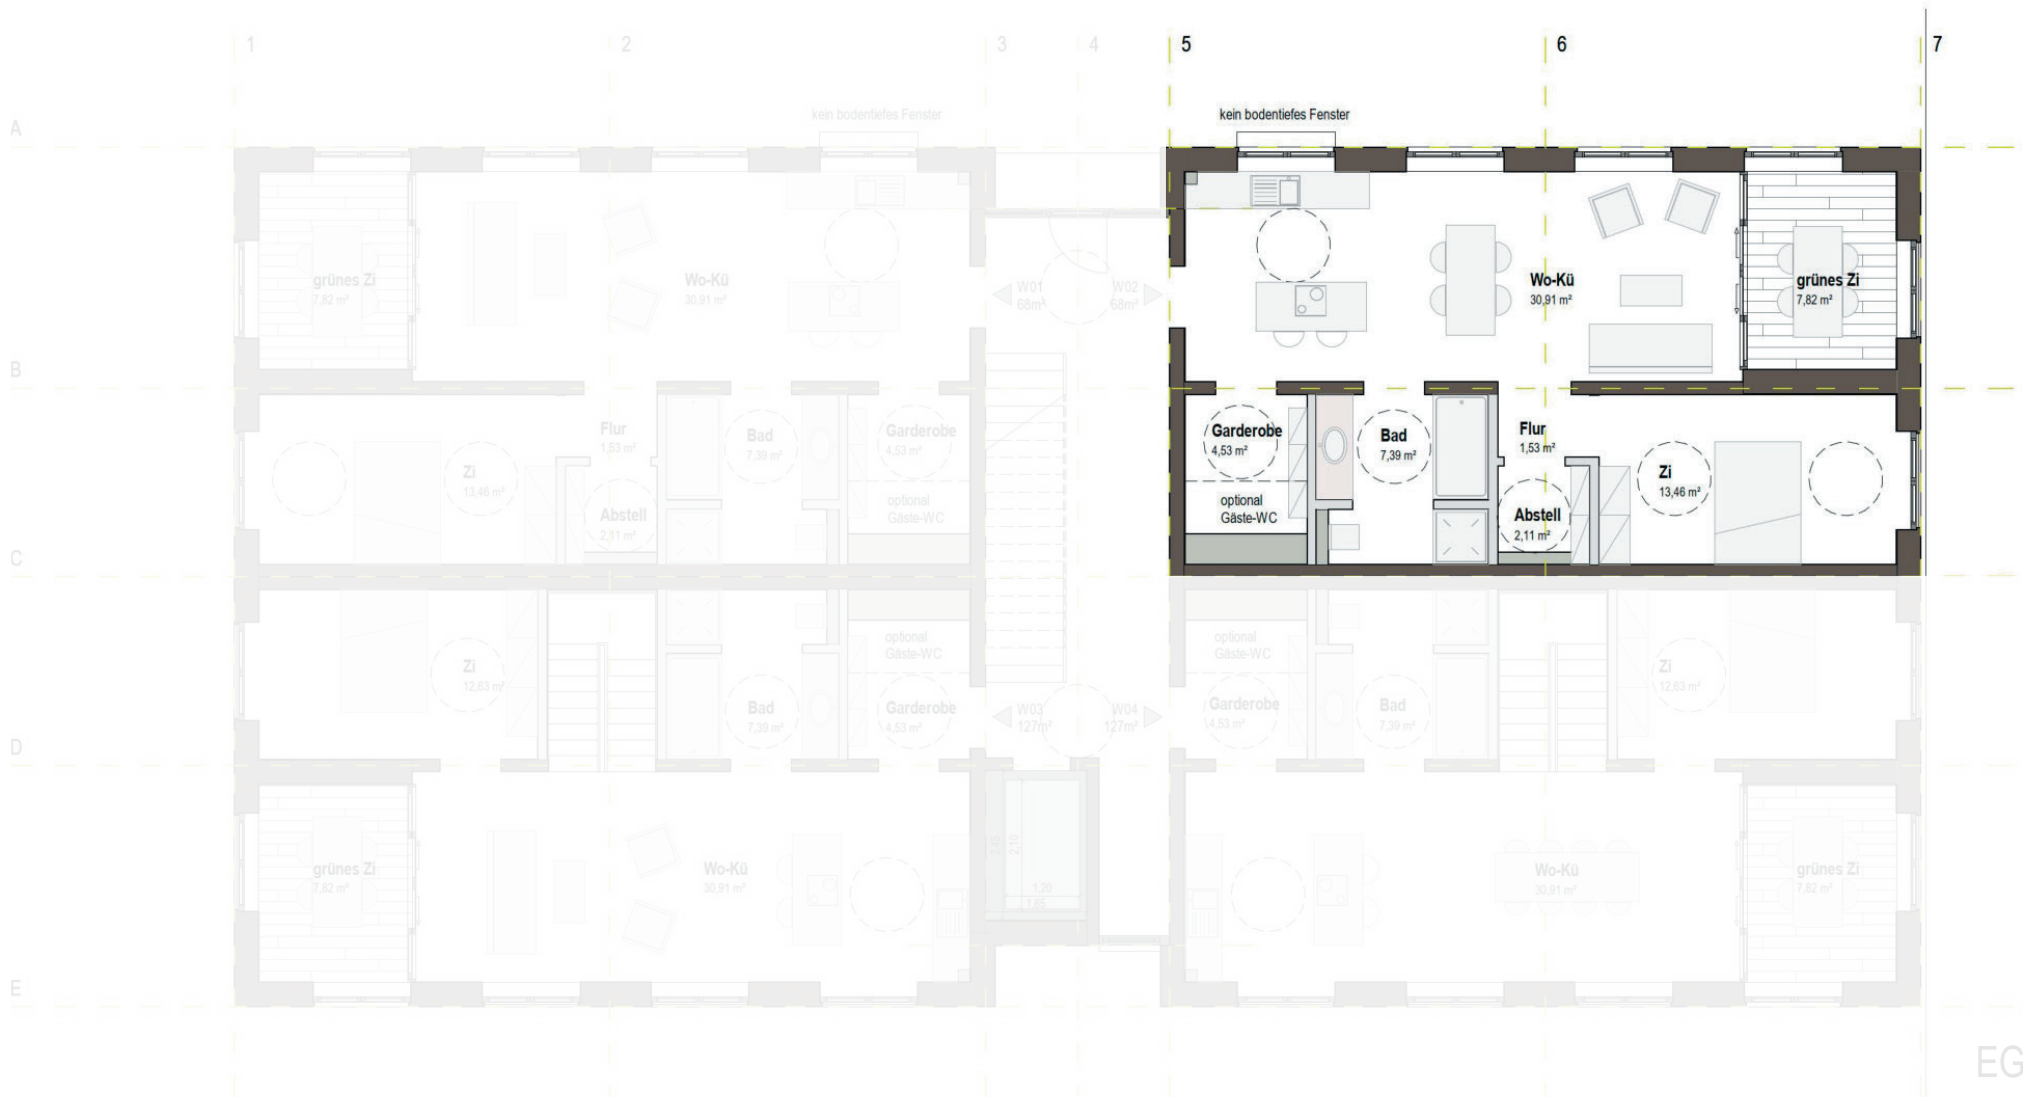 1
2
3
4
5
6
7
kein bodentiefes Fenster
kein bodentiefes Fenster
A
grünes Zi
7,82 m²
Wo-Kü
30,91 m²
W01
68m²
W02
68m²
Wo-Kü
30,91 m²
grünes Zi
7,82 m²
B
Zi
13,46 m²
Flur
1,53 m²
Abstell
2,11 m²
Bad
7,39 m²
Garderobe
4,53 m²
optional
Gäste-WC
Garderobe
4,53 m²
optional
Gäste-WC
Bad
7,39 m²
Flur
1,53 m²
Abstell
2,11 m²
Zi
13,46 m²
C
Zi
12,63 m²
Bad
7,39 m²
optional
Gäste-WC
Garderobe
4,53 m²
W03
127m²
W04
127m²
optional
Gäste-WC
Garderobe
4,53 m²
Bad
7,39 m²
Zi
12,63 m²
D
grünes Zi
7,82 m²
Wo-Kü
30,91 m²
2,10
1,20
1,65
Wo-Kü
30,91 m²
grünes Zi
7,82 m²
E
EG